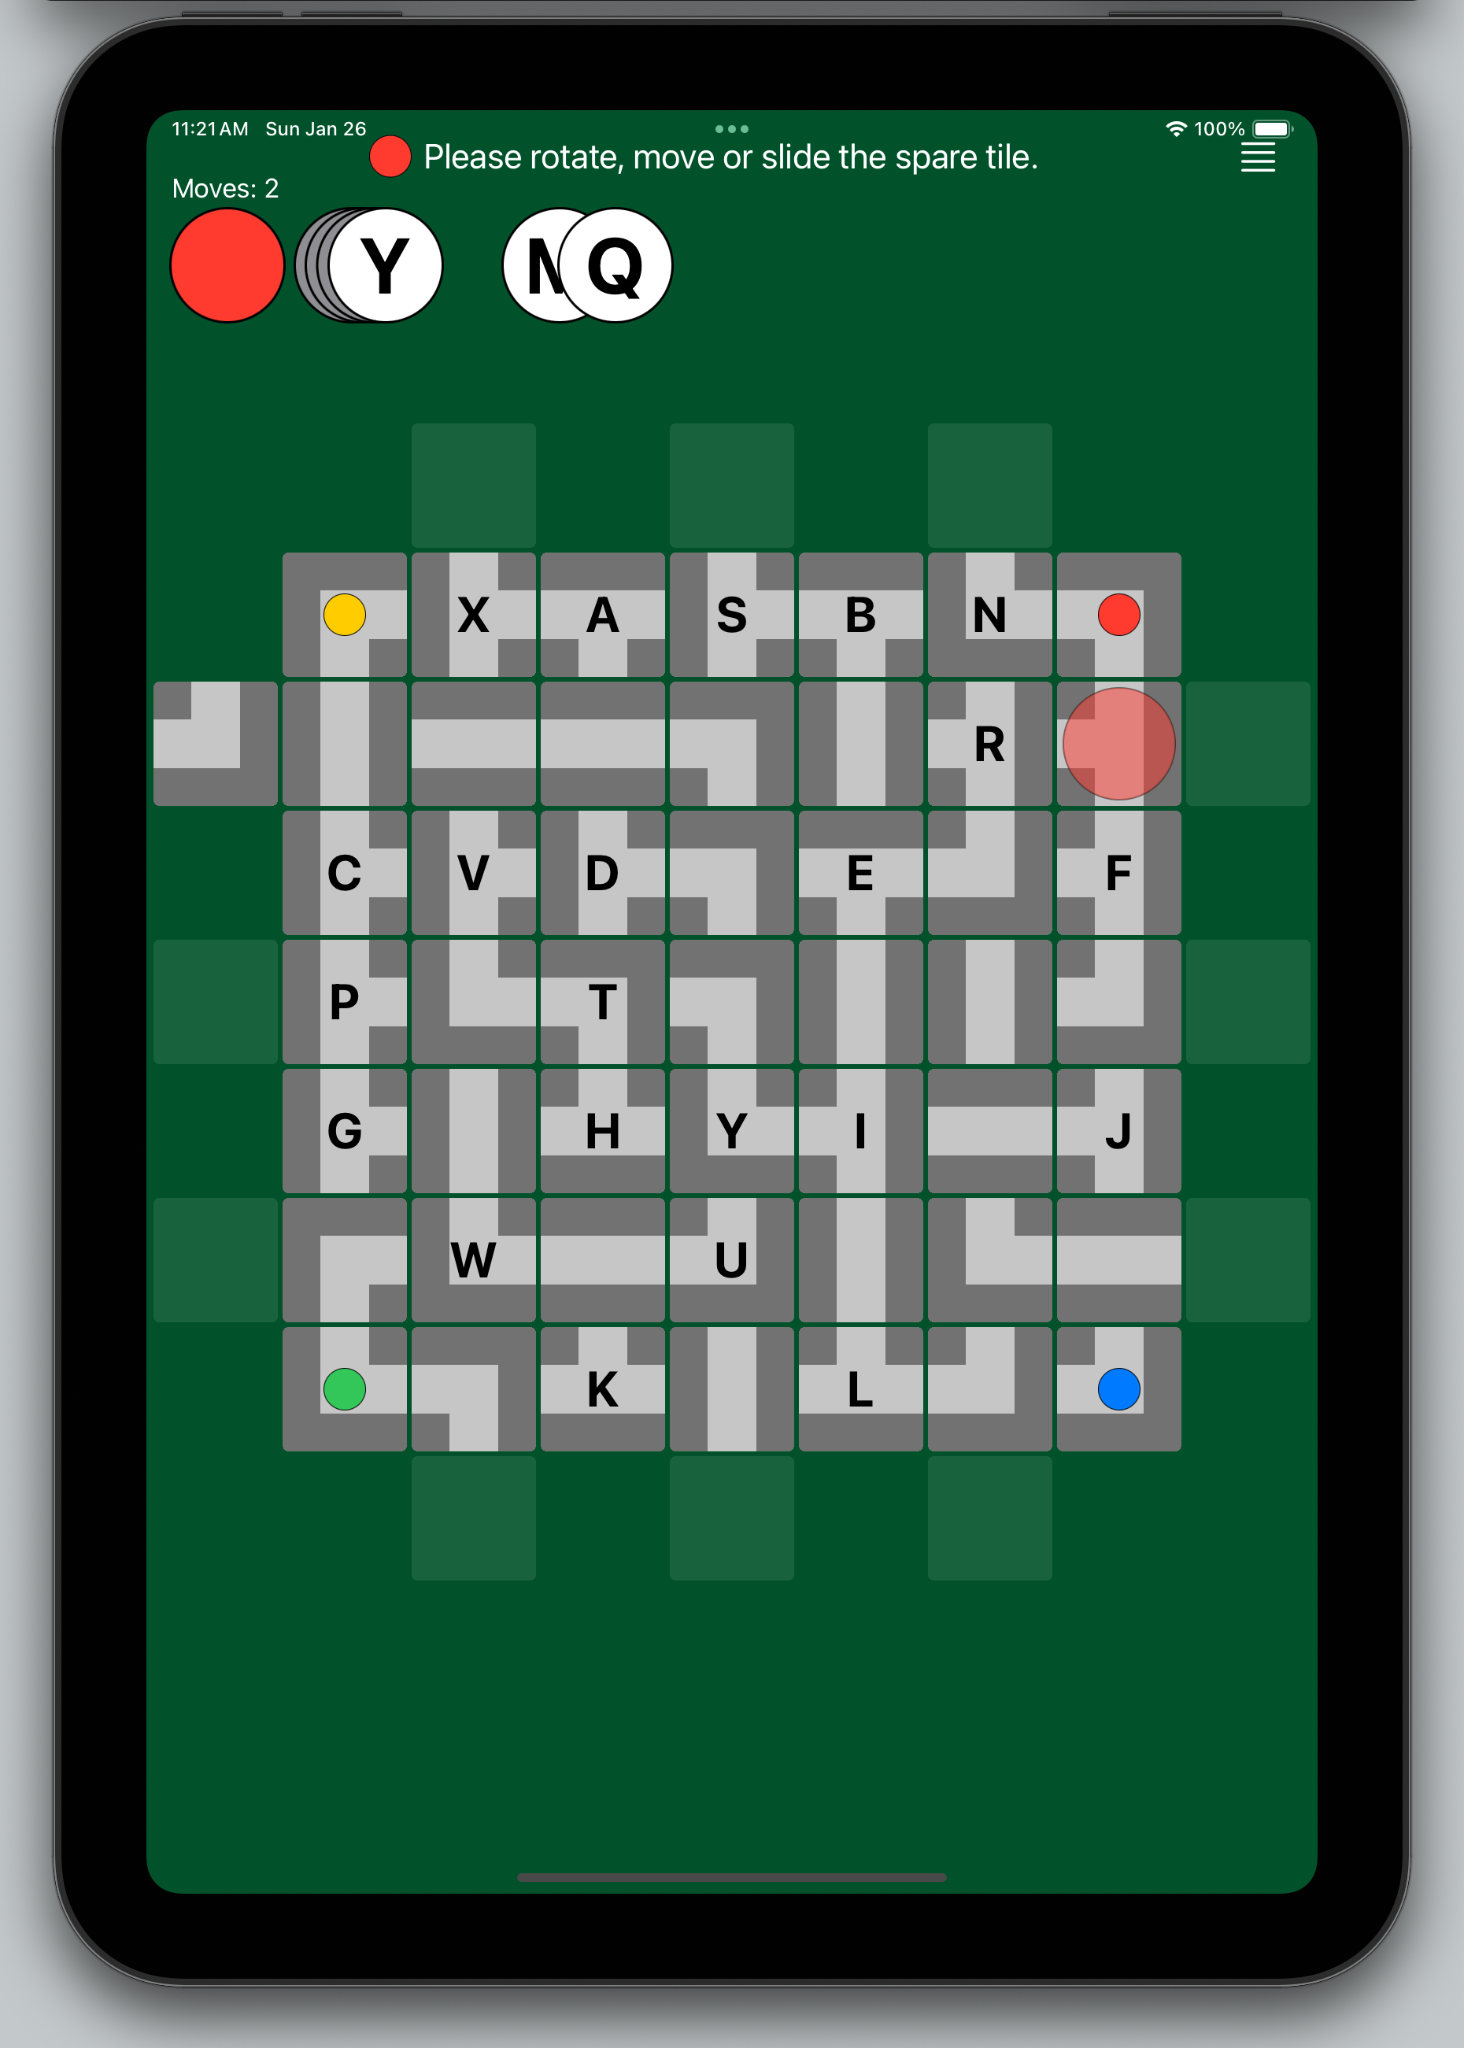 11:21 AM Sun Jan 26 100%
Please rotate, move or slide the spare tile.
Moves: 2
Y Q
X A S B N
R
C V D E F
P T
G H Y I J
W U
K L